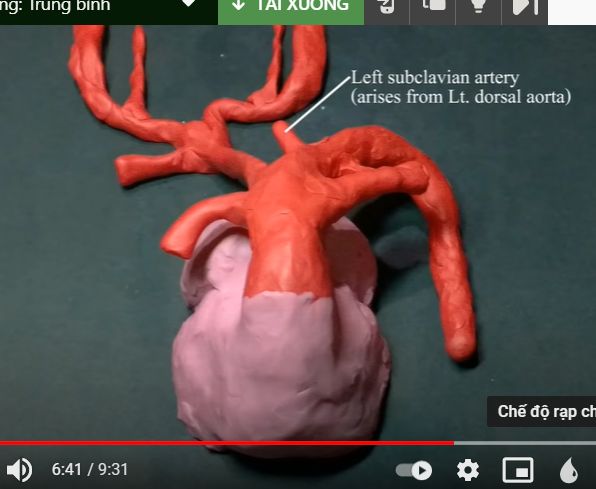 ng: Trung bình
TẢI XUỐNG
Left subclavian artery
(arises from Lt. dorsal aorta)
Chế độ rạp ch
6:41 / 9:31